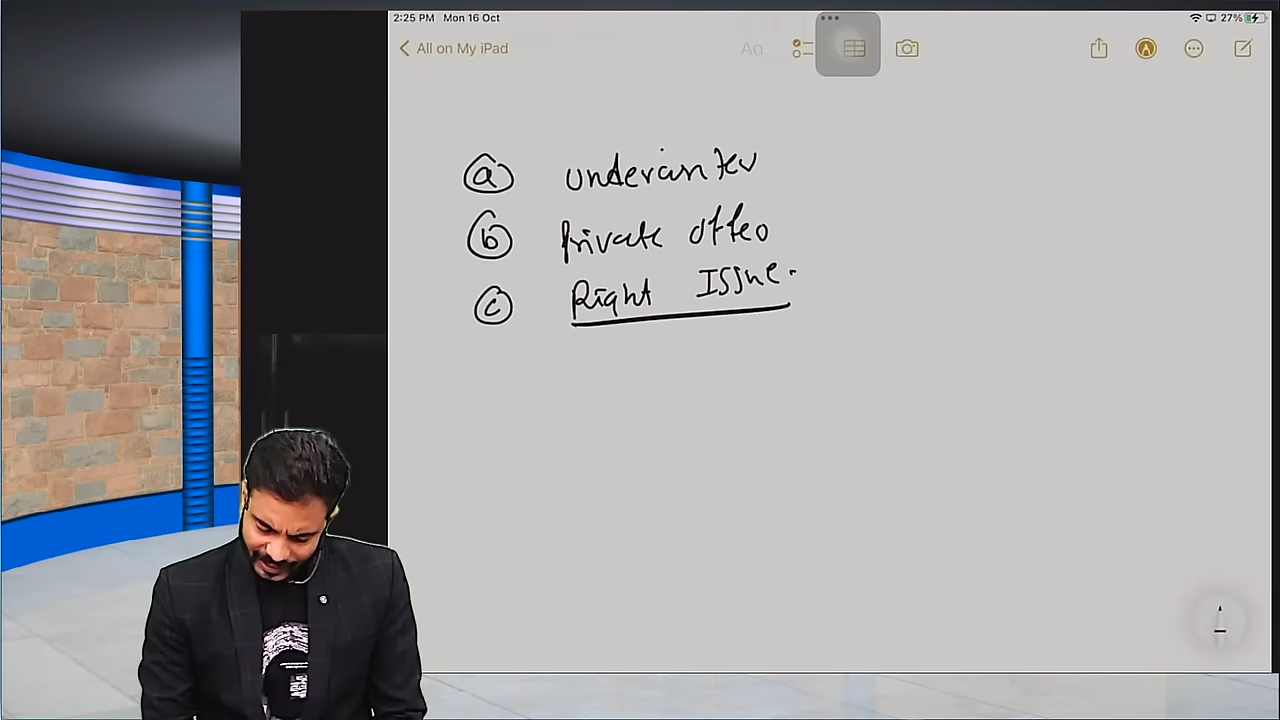 2:25 PM Mon 16 Oct 27%
All on My iPad Aa
a underwriter
b Private offer
c Right Issue.